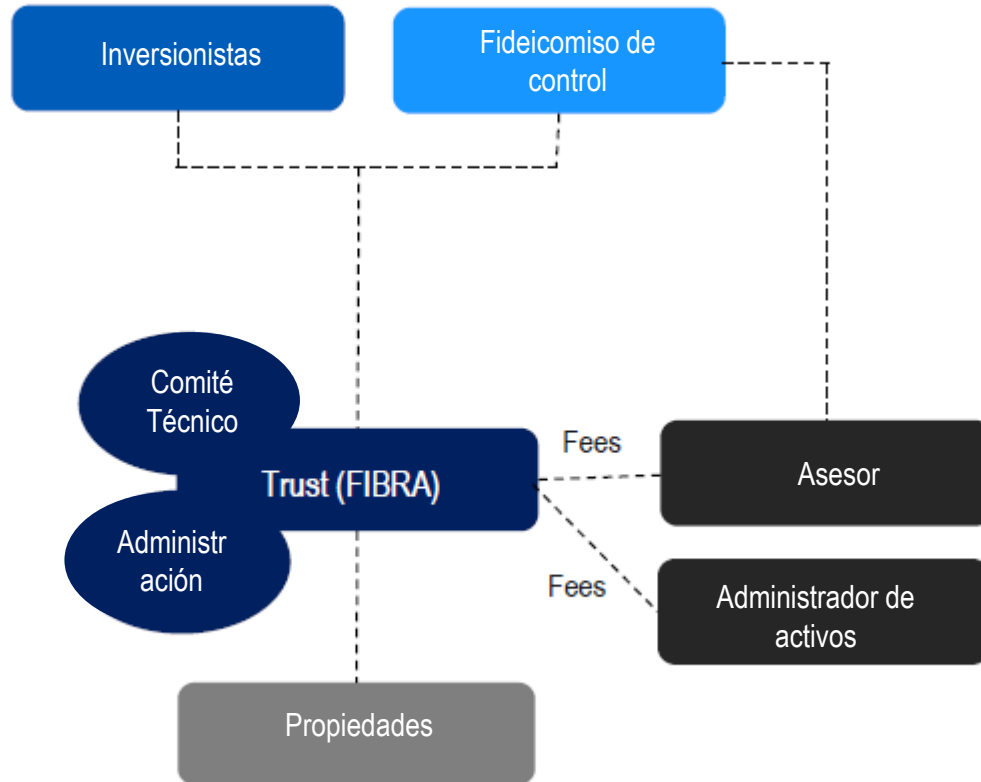 Inversionistas
Fideicomiso de
control
Comité
Técnico
Trust (FIBRA)
Fees
Asesor
Administr
ación
Fees
Administrador de
activos
Propiedades